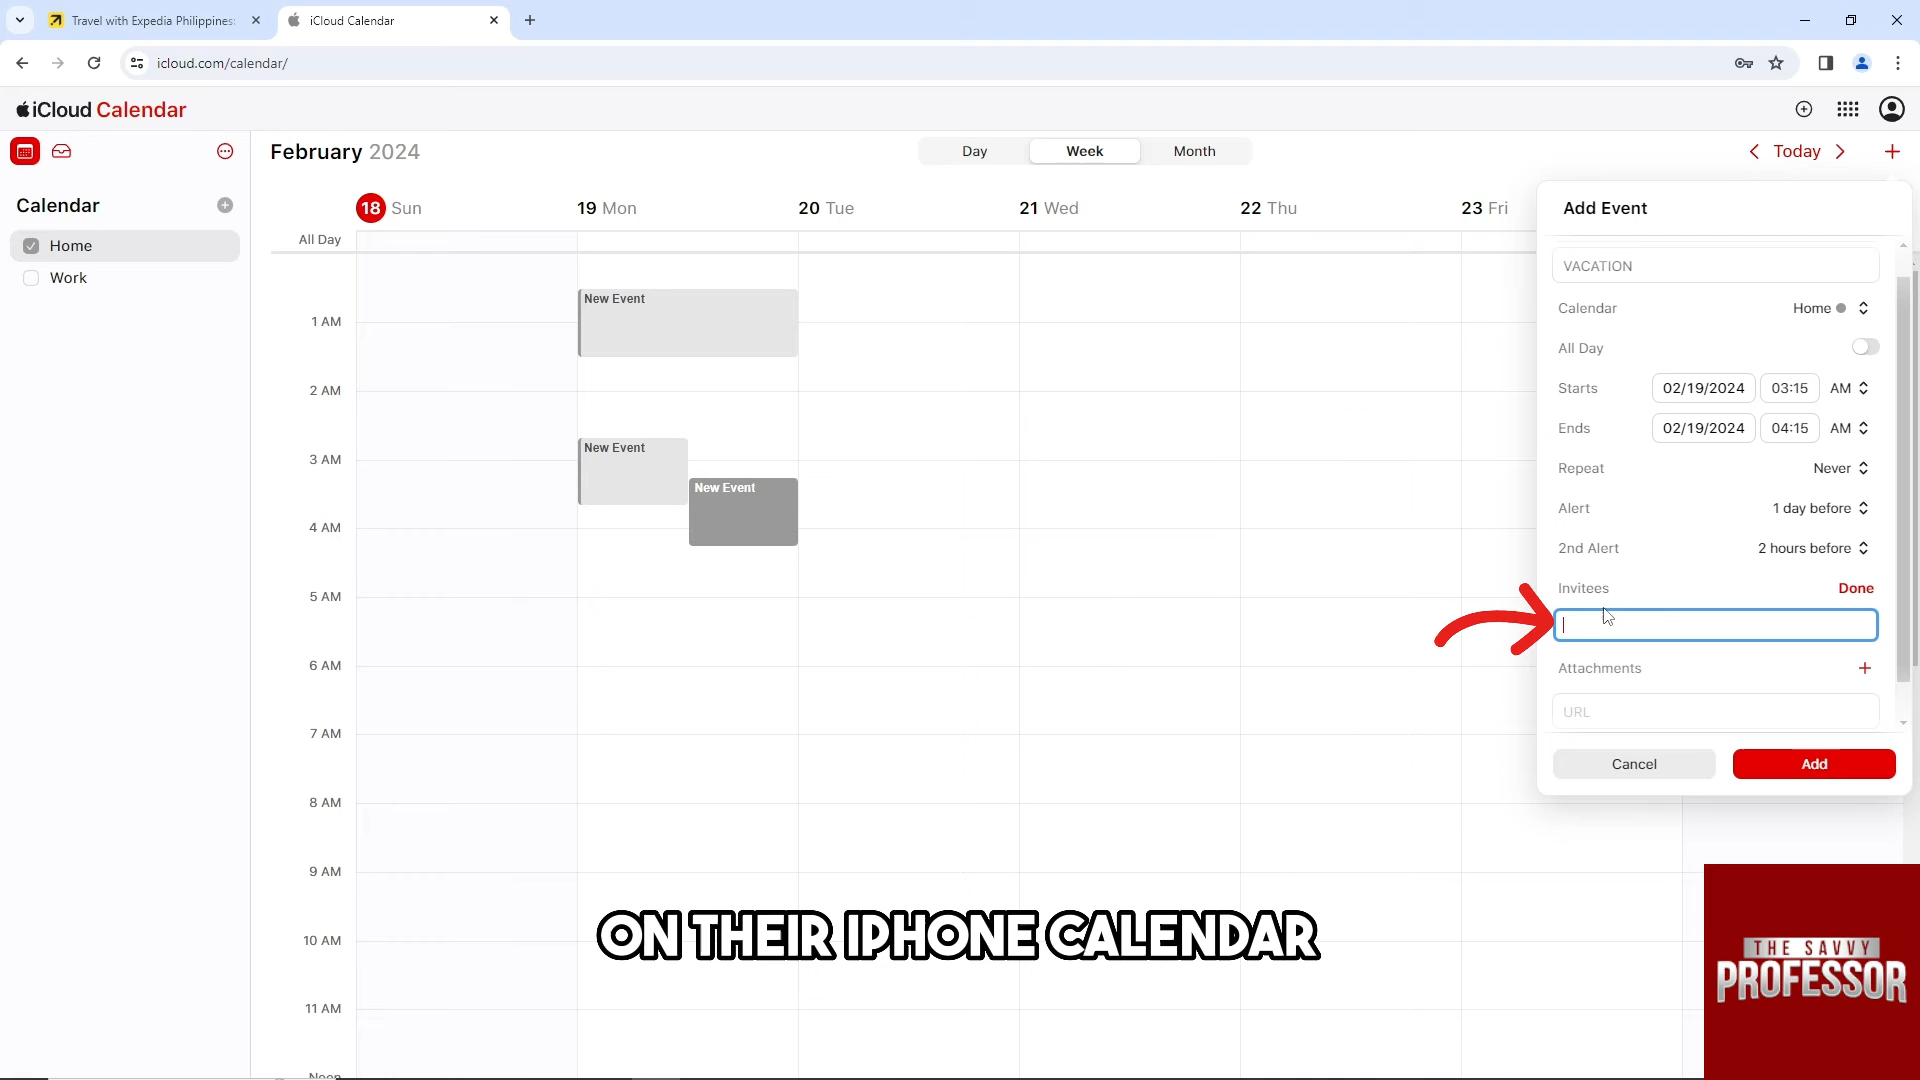 Travel with Expedia Philippines:
iCloud Calendar
icloud.com/calendar/
iCloud Calendar
February 2024
Day
Week
Month
Today
Calendar
Home
Work
18 Sun
19 Mon
20 Tue
21 Wed
22 Thu
23 Fri
All Day
1 AM
2 AM
3 AM
4 AM
5 AM
6 AM
7 AM
8 AM
9 AM
10 AM
11 AM
Noon
New Event
New Event
New Event
Add Event
VACATION
Calendar Home
All Day
Starts 02/19/2024 03:15 AM
Ends 02/19/2024 04:15 AM
Repeat Never
Alert 1 day before
2nd Alert 2 hours before
Invitees Done
Attachments
URL
Cancel
Add
ON THEIR IPHONE CALENDAR
THE SAVVY
PROFESSOR